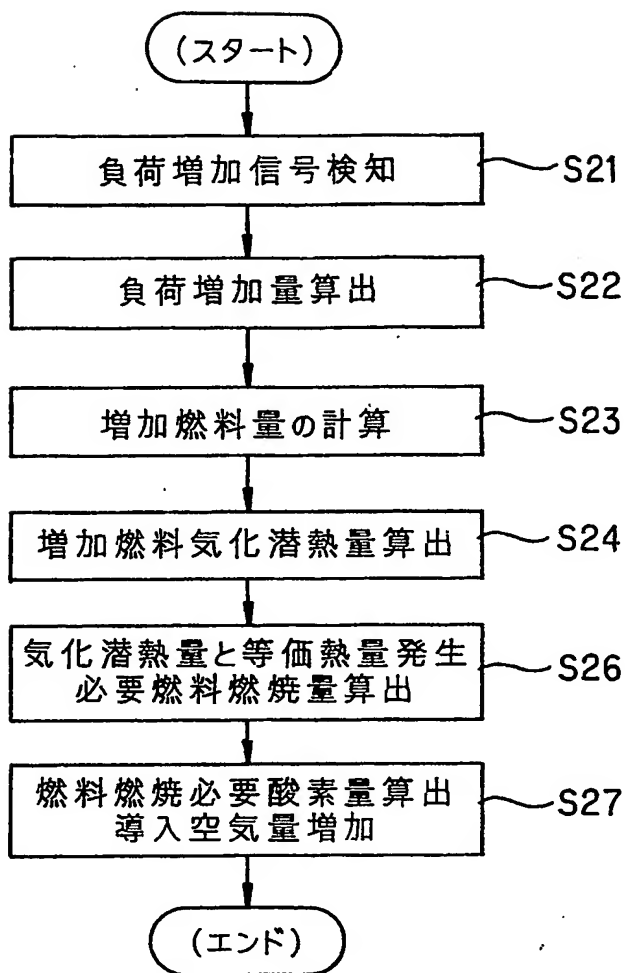 (スタート)
負荷増加信号検知 S21
負荷増加量算出 S22
増加燃料量の計算 S23
増加燃料気化潜熱量算出 S24
気化潜熱量と等価熱量発生
必要燃料燃焼量算出 S26
燃料燃焼必要酸素量算出
導入空気量増加 S27
(エンド)